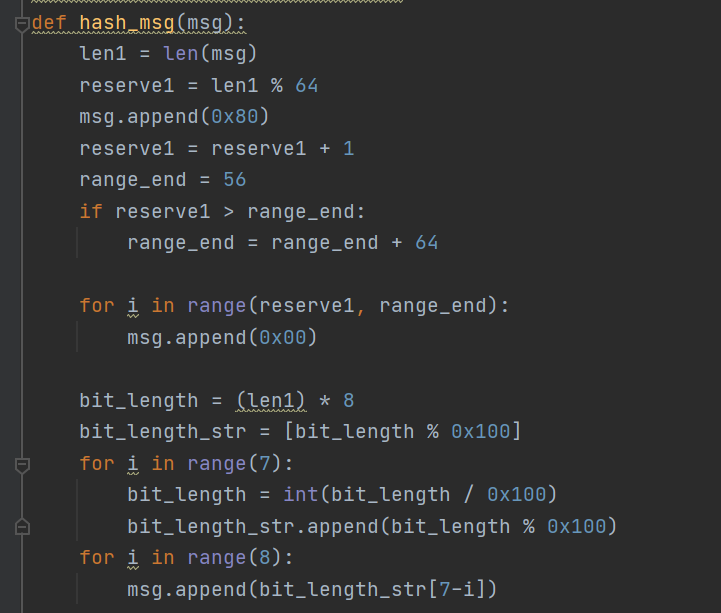 def hash_msg(msg):
    len1 = len(msg)
    reserve1 = len1 % 64
    msg.append(0x80)
    reserve1 = reserve1 + 1
    range_end = 56
    if reserve1 > range_end:
        range_end = range_end + 64

    for i in range(reserve1, range_end):
        msg.append(0x00)

    bit_length = (len1) * 8
    bit_length_str = [bit_length % 0x100]
    for i in range(7):
        bit_length = int(bit_length / 0x100)
        bit_length_str.append(bit_length % 0x100)
    for i in range(8):
        msg.append(bit_length_str[7-i])